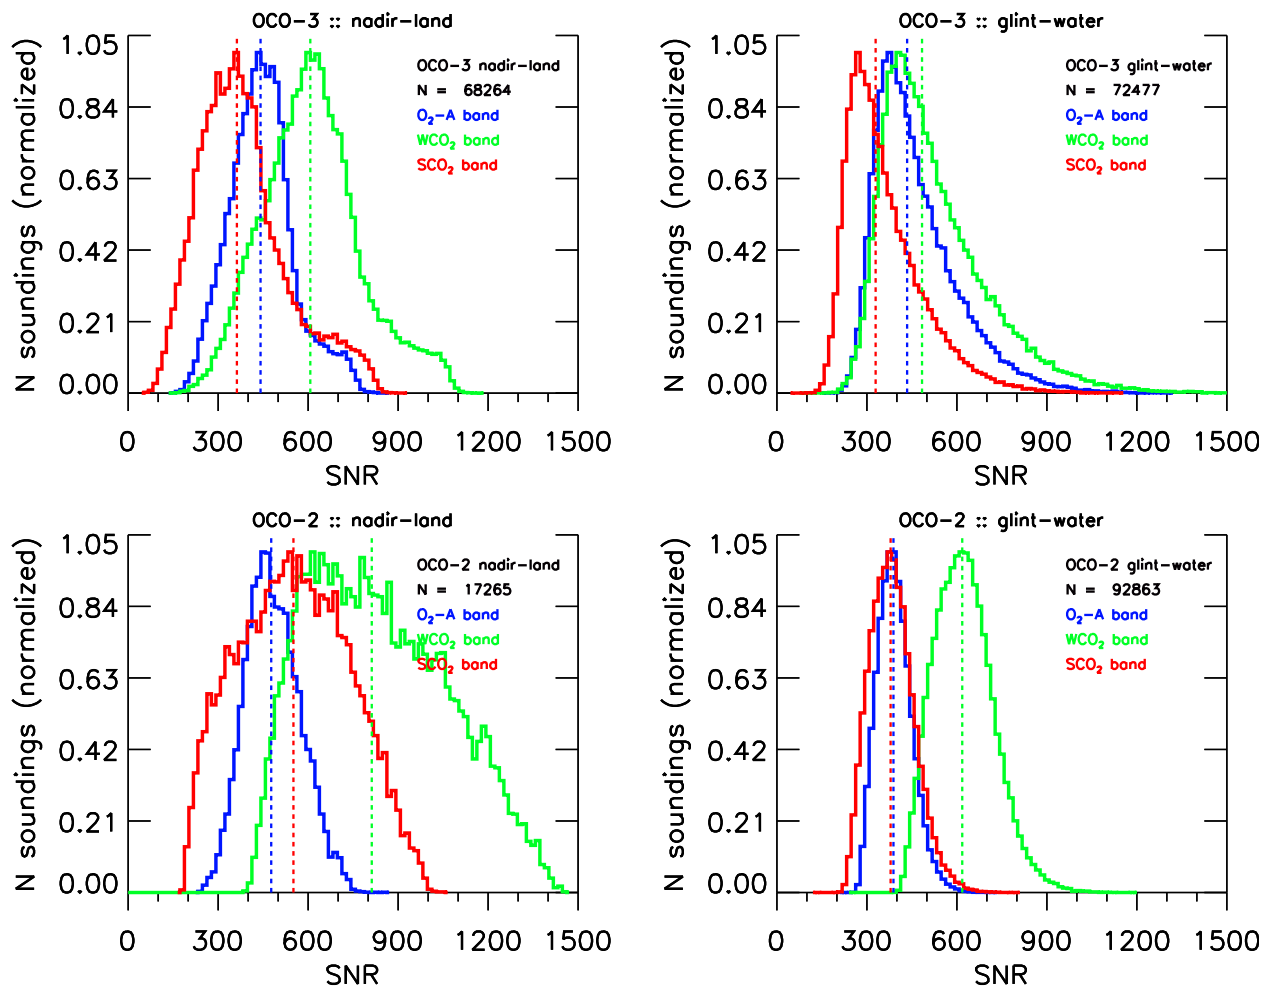 OCO-3 :: nadir-land
N soundings (normalized)
1.05
0.84
0.63
0.42
0.21
0.00
OCO-3 nadir-land
N = 68264
O2-A band
WCO2 band
SCO2 band
0 300 600 900 1200 1500
SNR
OCO-3 :: glint-water
N soundings (normalized)
1.05
0.84
0.63
0.42
0.21
0.00
OCO-3 glint-water
N = 72477
O2-A band
WCO2 band
SCO2 band
0 300 600 900 1200 1500
SNR
OCO-2 :: nadir-land
N soundings (normalized)
1.05
0.84
0.63
0.42
0.21
0.00
OCO-2 nadir-land
N = 17265
O2-A band
WCO2 band
SCO2 band
0 300 600 900 1200 1500
SNR
OCO-2 :: glint-water
N soundings (normalized)
1.05
0.84
0.63
0.42
0.21
0.00
OCO-2 glint-water
N = 92863
O2-A band
WCO2 band
SCO2 band
0 300 600 900 1200 1500
SNR